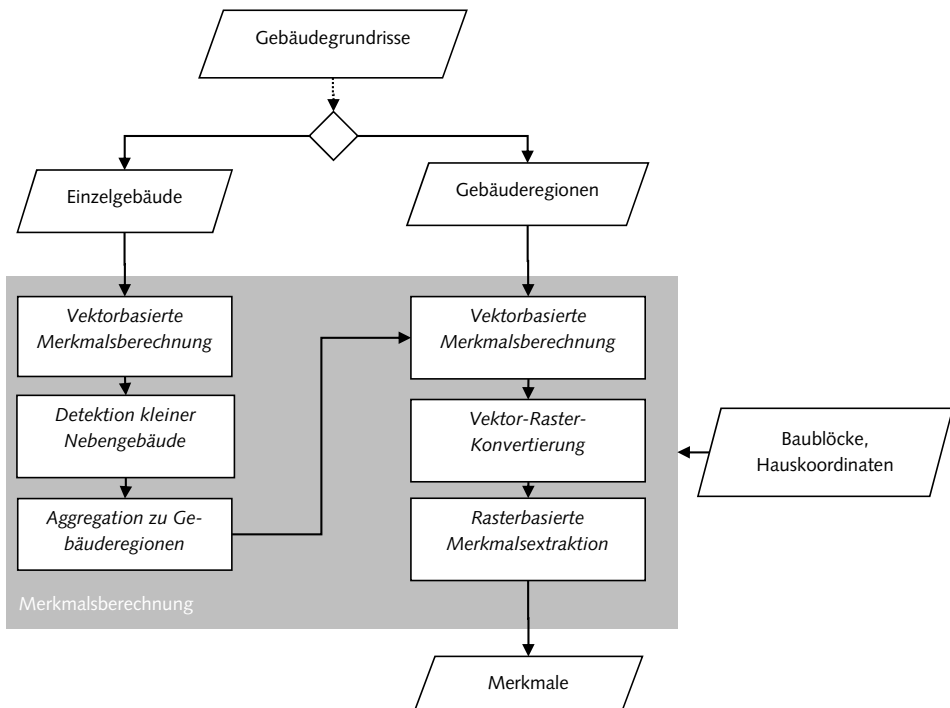 Gebäudegrundrisse
Einzelgebäude
Gebäuderegionen
Vektorbasierte
Merkmalsberechnung
Detektion kleiner
Nebengebäude
Aggregation zu Ge-
bäuderegionen
Vektorbasierte
Merkmalsberechnung
Vektor-Raster-
Konvertierung
Rasterbasierte
Merkmalsextraktion
Baublöcke,
Hauskoordinaten
Merkmalsberechnung
Merkmale